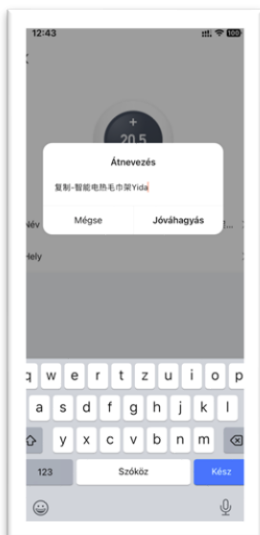 12:43
100
+
20.5
Átnevezés
复制-智能电热毛巾架Yida
Mégse
Jóváhagyás
Név
Hely
q w e r t z u i o p
a s d f g h j k l
y x c v b n m
123
Szóköz
Kész